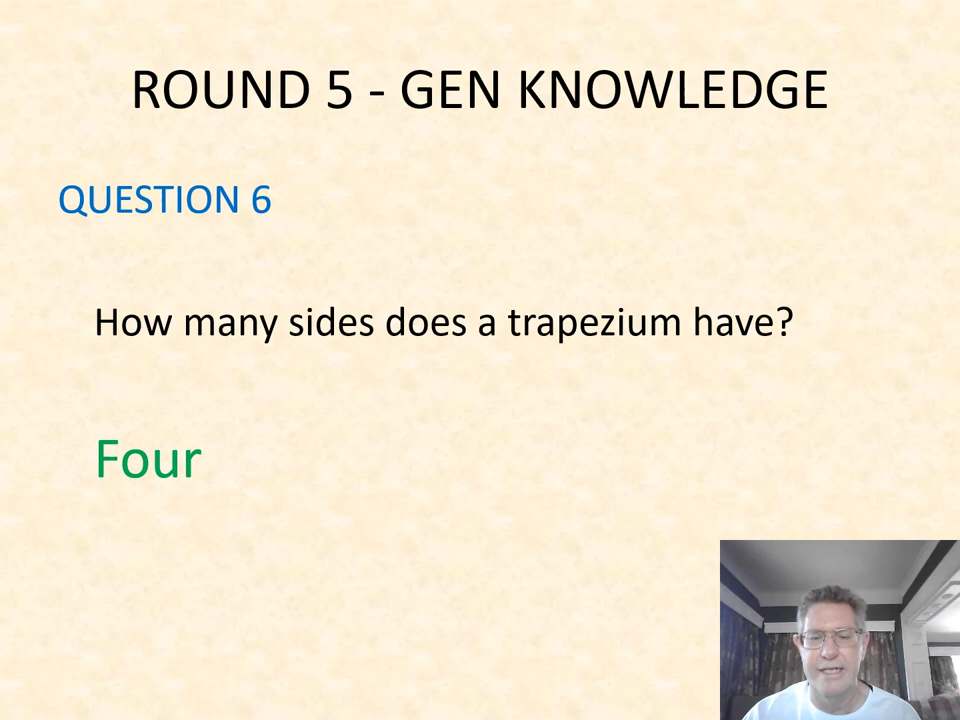 ROUND 5 - GEN KNOWLEDGE
QUESTION 6
How many sides does a trapezium have?
Four